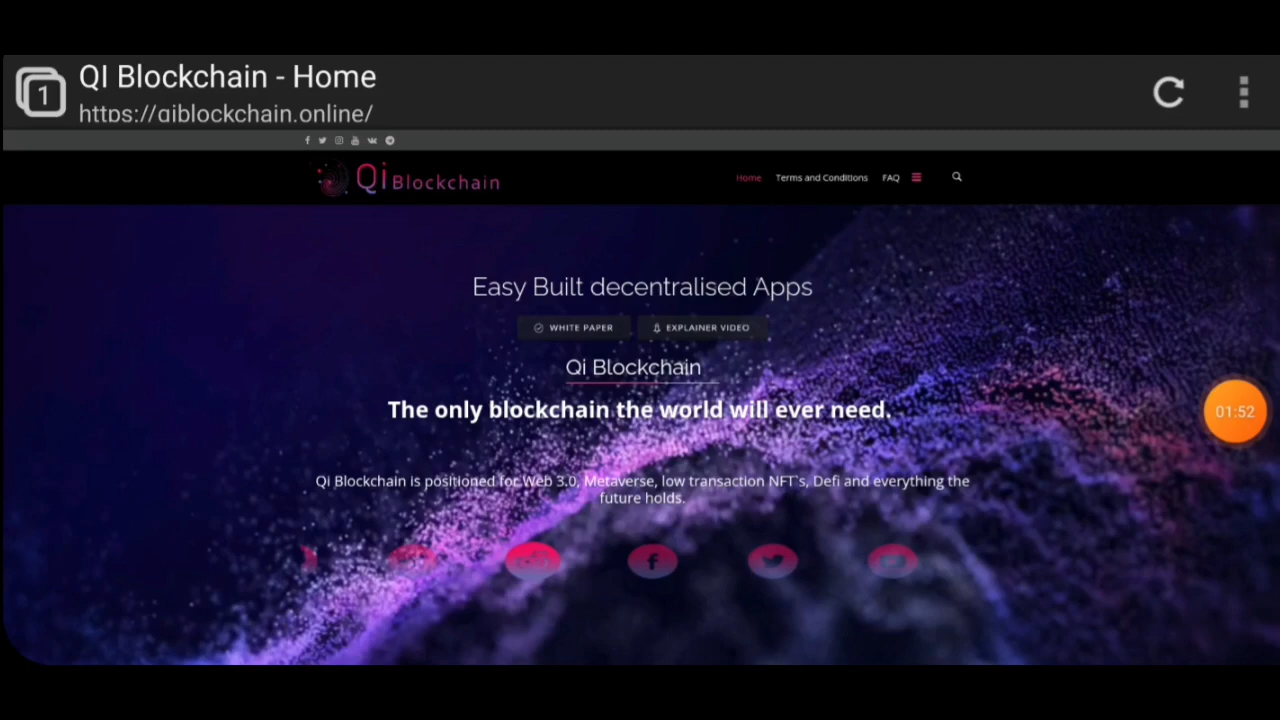 1
QI Blockchain - Home
https://qiblockchain.online/
Qi Blockchain
Home Terms and Conditions FAQ
Easy Built decentralised Apps
WHITE PAPER EXPLAINER VIDEO
Qi Blockchain
The only blockchain the world will ever need.
01:52
Qi Blockchain is positioned for Web 3.0, Metaverse, low transaction NFT`s, Defi and everything the
future holds.